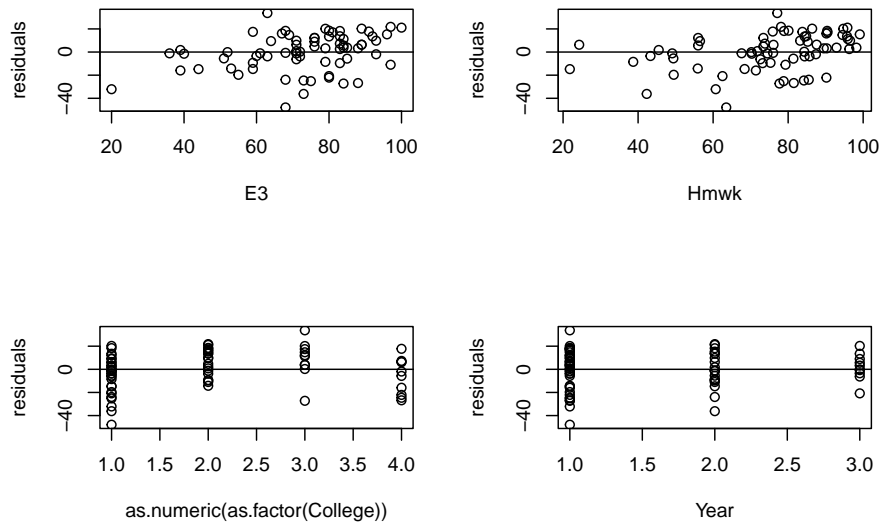 residuals
0
−40
20 40 60 80 100
E3
residuals
0
−40
20 40 60 80 100
Hmwk
residuals
0
−40
1.0 1.5 2.0 2.5 3.0 3.5 4.0
as.numeric(as.factor(College))
residuals
0
−40
1.0 1.5 2.0 2.5 3.0
Year